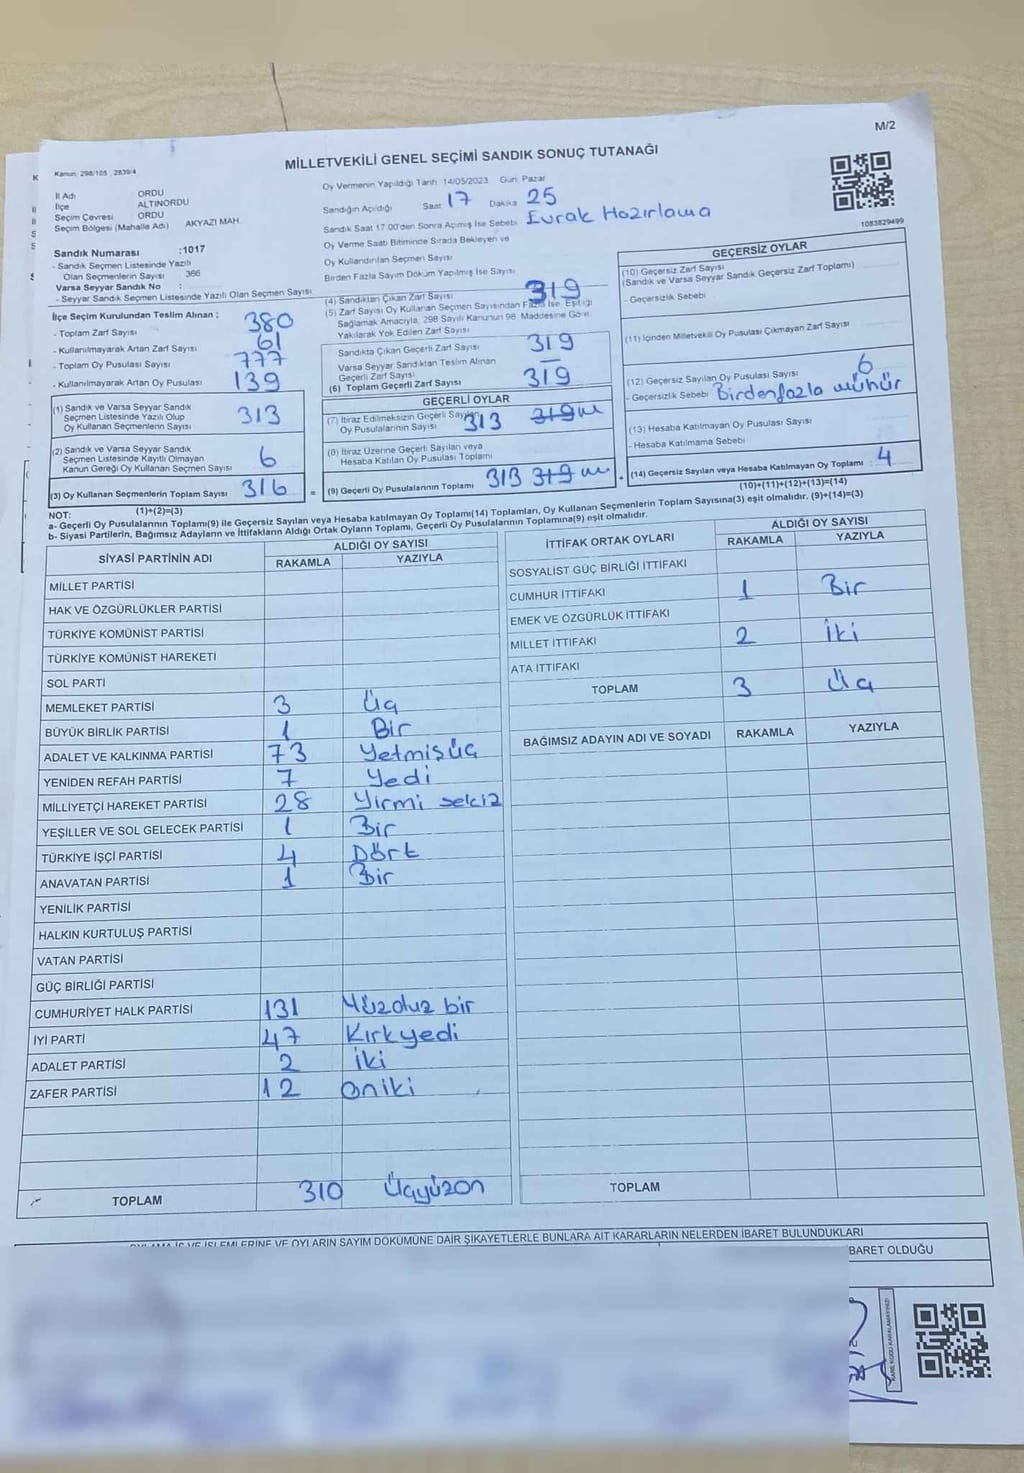 M/2
Kanun: 298/105 , 2839/4
MİLLETVEKİLİ GENEL SEÇİMİ SANDIK SONUÇ TUTANAĞI
İl Adı ORDU
İlçe ALTINORDU
Seçim Çevresi ORDU
Seçim Bölgesi (Mahalle Adı) AKYAZI MAH.
Sandık Numarası :1017
- Sandık Seçmen Listesinde Yazılı
Olan Seçmenlerin Sayısı 366
Varsa Seyyar Sandık No :
- Seyyar Sandık Seçmen Listesinde Yazılı Olan Seçmen Sayısı
Oy Vermenin Yapıldığı Tarih 14/05/2023 Gün: Pazar
Sandığın Açıldığı Saat 17 Dakika 25
Sandık Saat 17:00'den Sonra Açmış İse Sebebi Evrak Hazırlama
Oy Verme Saati Bitiminde Sırada Bekleyen ve
Oy Kullandırılan Seçmen Sayısı
Birden Fazla Sayım Döküm Yapılmış İse Sayısı
1083829499
İlçe Seçim Kurulundan Teslim Alınan ;
- Toplam Zarf Sayısı 380
- Kullanılmayarak Artan Zarf Sayısı 61
- Toplam Oy Pusulası Sayısı 777
- Kullanılmayarak Artan Oy Pusulası 139
(1) Sandık ve Varsa Seyyar Sandık
Seçmen Listesinde Yazılı Olup
Oy Kullanan Seçmenlerin Sayısı 313
(2) Sandık ve Varsa Seyyar Sandık
Seçmen Listesinde Kayıtlı Olmayan
Kanun Gereği Oy Kullanan Seçmen Sayısı 6
(3) Oy Kullanan Seçmenlerin Toplam Sayısı 316
(1)+(2)=(3)
(4) Sandıktan Çıkan Zarf Sayısı 319
(5) Zarf Sayısı Oy Kullanan Seçmen Sayısından Fazla İse, Eşitliği
Sağlamak Amacıyla, 298 Sayılı Kanunun 98. Maddesine Göre
Yakılarak Yok Edilen Zarf Sayısı
Sandıkta Çıkan Geçerli Zarf Sayısı 319
Varsa Seyyar Sandıktan Teslim Alınan
Geçerli Zarf Sayısı —
(6) Toplam Geçerli Zarf Sayısı 319
GEÇERLİ OYLAR
(7) İtiraz Edilmeksizin Geçerli Sayılan
Oy Pusulalarının Sayısı 313 319
(8) İtiraz Üzerine Geçerli Sayılan veya
Hesaba Katılan Oy Pusulası Toplamı
= (9) Geçerli Oy Pusulalarının Toplamı 313 319 +
GEÇERSİZ OYLAR
(10) Geçersiz Zarf Sayısı
(Sandık ve Varsa Seyyar Sandık Geçersiz Zarf Toplamı)
- Geçersizlik Sebebi
(11) İçinden Milletvekili Oy Pusulası Çıkmayan Zarf Sayısı
(12) Geçersiz Sayılan Oy Pusulası Sayısı 6
- Geçersizlik Sebebi Birdenfazla mühür
(13) Hesaba Katılmayan Oy Pusulası Sayısı
- Hesaba Katılmama Sebebi
(14) Geçersiz Sayılan veya Hesaba Katılmayan Oy Toplamı 4
(10)+(11)+(12)+(13)=(14)
NOT:
a- Geçerli Oy Pusulalarının Toplamı(9) ile Geçersiz Sayılan veya Hesaba katılmayan Oy Toplamı(14) Toplamları, Oy Kullanan Seçmenlerin Toplam Sayısına(3) eşit olmalıdır. (9)+(14)=(3)
b- Siyasi Partilerin, Bağımsız Adayların ve İttifakların Aldığı Ortak Oyların Toplamı, Geçerli Oy Pusulalarının Toplamına(9) eşit olmalıdır.
SİYASİ PARTİNİN ADI ALDIĞI OY SAYISI
RAKAMLA YAZIYLA
MİLLET PARTİSİ
HAK VE ÖZGÜRLÜKLER PARTİSİ
TÜRKİYE KOMÜNİST PARTİSİ
TÜRKİYE KOMÜNİST HAREKETİ
SOL PARTİ
MEMLEKET PARTİSİ 3 Üç
BÜYÜK BİRLİK PARTİSİ 1 Bir
ADALET VE KALKINMA PARTİSİ 73 Yetmişüç
YENİDEN REFAH PARTİSİ 7 Yedi
MİLLİYETÇİ HAREKET PARTİSİ 28 Yirmi sekiz
YEŞİLLER VE SOL GELECEK PARTİSİ 1 Bir
TÜRKİYE İŞÇİ PARTİSİ 4 Dört
ANAVATAN PARTİSİ 1 Bir
YENİLİK PARTİSİ
HALKIN KURTULUŞ PARTİSİ
VATAN PARTİSİ
GÜÇ BİRLİĞİ PARTİSİ
CUMHURİYET HALK PARTİSİ 131 Yüzotuz bir
İYİ PARTİ 47 Kırkyedi
ADALET PARTİSİ 2 İki
ZAFER PARTİSİ 12 Oniki
TOPLAM 310 Üçyüzon
İTTİFAK ORTAK OYLARI ALDIĞI OY SAYISI
RAKAMLA YAZIYLA
SOSYALİST GÜÇ BİRLİĞİ İTTİFAKI
CUMHUR İTTİFAKI 1 Bir
EMEK VE ÖZGÜRLÜK İTTİFAKI
MİLLET İTTİFAKI 2 İki
ATA İTTİFAKI
TOPLAM 3 Üç
BAĞIMSIZ ADAYIN ADI VE SOYADI RAKAMLA YAZIYLA
TOPLAM
OYLAMA İŞ VE İŞLEMLERİNE VE OYLARIN SAYIM DÖKÜMÜNE DAİR ŞİKAYETLERLE BUNLARA AİT KARARLARIN NELERDEN İBARET BULUNDUKLARI
BARET OLDUĞU